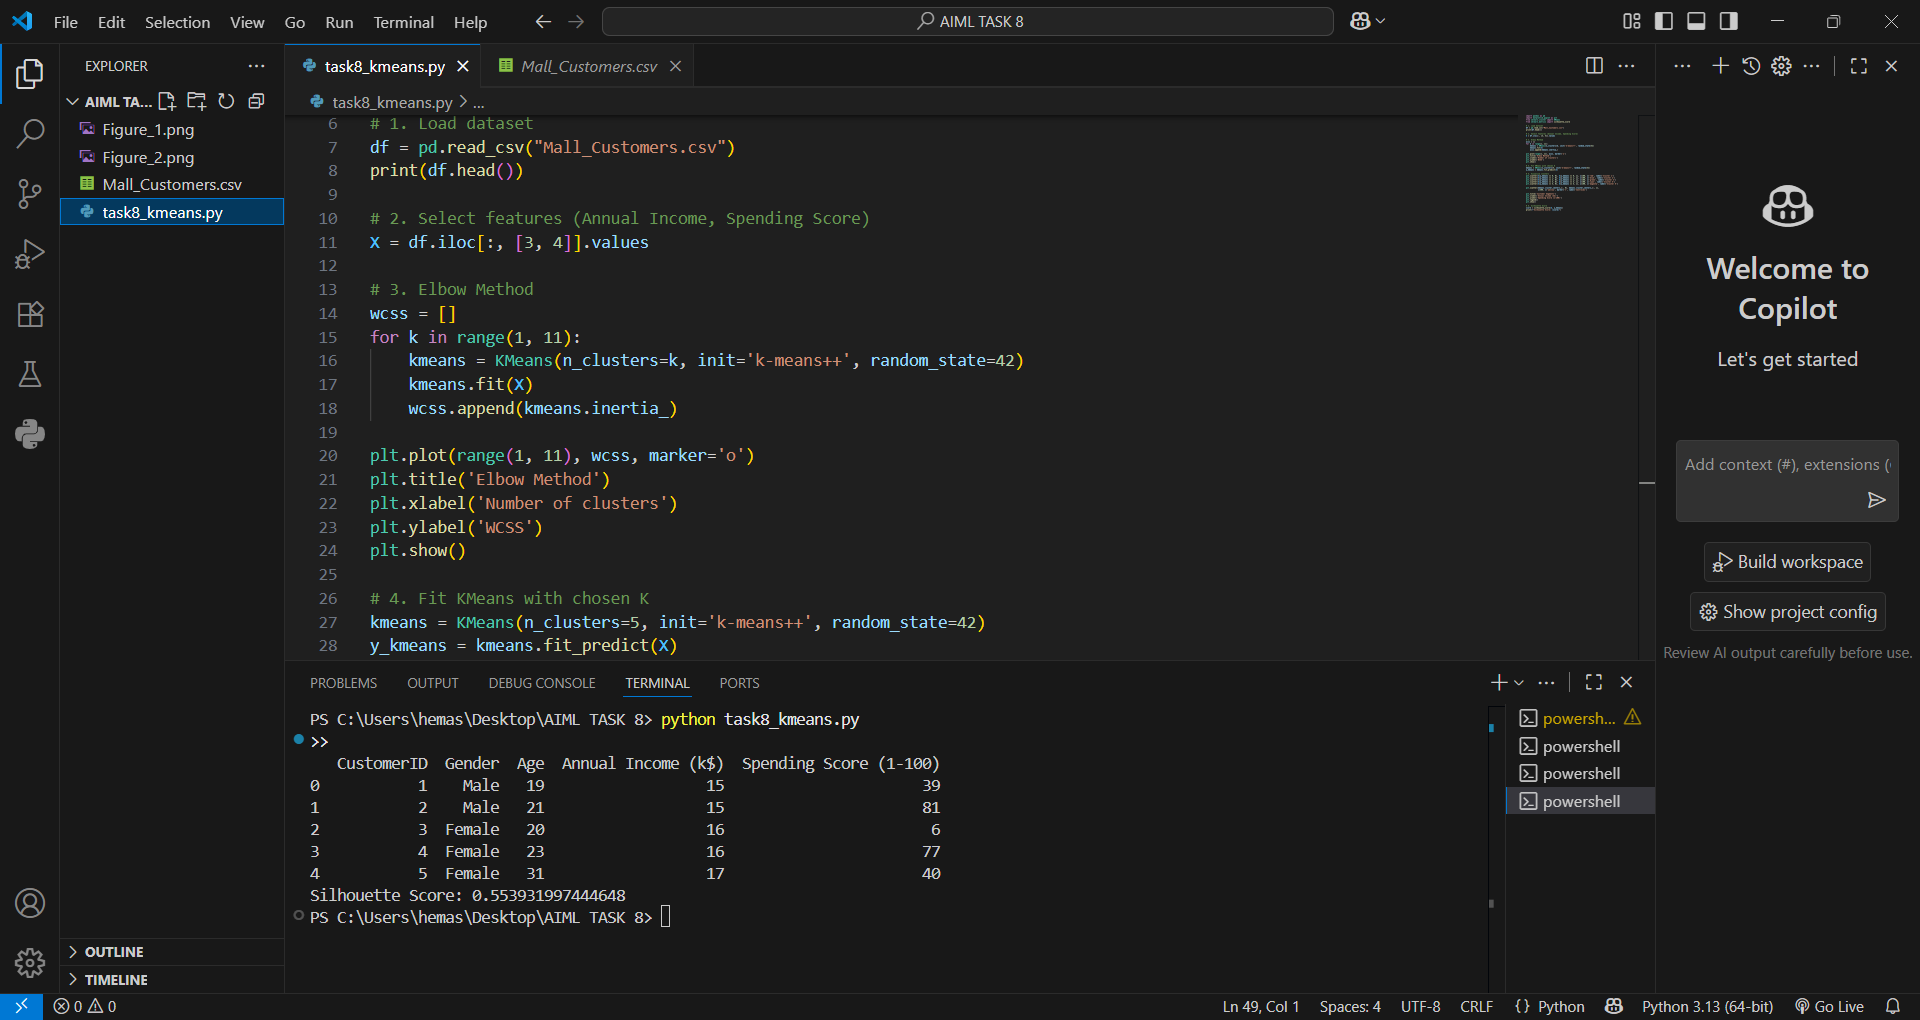 File Edit Selection View Go Run Terminal Help
AIML TASK 8
EXPLORER
AIML TA...
Figure_1.png
Figure_2.png
Mall_Customers.csv
task8_kmeans.py
OUTLINE
TIMELINE
task8_kmeans.py
Mall_Customers.csv
task8_kmeans.py > ...
6 # 1. Load dataset
7 df = pd.read_csv("Mall_Customers.csv")
8 print(df.head())
9
10 # 2. Select features (Annual Income, Spending Score)
11 X = df.iloc[:, [3, 4]].values
12
13 # 3. Elbow Method
14 wcss = []
15 for k in range(1, 11):
16     kmeans = KMeans(n_clusters=k, init='k-means++', random_state=42)
17     kmeans.fit(X)
18     wcss.append(kmeans.inertia_)
19
20 plt.plot(range(1, 11), wcss, marker='o')
21 plt.title('Elbow Method')
22 plt.xlabel('Number of clusters')
23 plt.ylabel('WCSS')
24 plt.show()
25
26 # 4. Fit KMeans with chosen K
27 kmeans = KMeans(n_clusters=5, init='k-means++', random_state=42)
28 y_kmeans = kmeans.fit_predict(X)
PROBLEMS OUTPUT DEBUG CONSOLE TERMINAL PORTS
PS C:\Users\hemas\Desktop\AIML TASK 8> python task8_kmeans.py
>>
   CustomerID  Gender  Age  Annual Income (k$)  Spending Score (1-100)
0           1    Male   19                  15                      39
1           2    Male   21                  15                      81
2           3  Female   20                  16                       6
3           4  Female   23                  16                      77
4           5  Female   31                  17                      40
Silhouette Score: 0.553931997444648
PS C:\Users\hemas\Desktop\AIML TASK 8>
powersh...
powershell
powershell
powershell
Welcome to
Copilot
Let's get started
Add context (#), extensions (
Build workspace
Show project config
Review AI output carefully before use.
0 0
Ln 49, Col 1 Spaces: 4 UTF-8 CRLF {} Python Python 3.13 (64-bit) Go Live